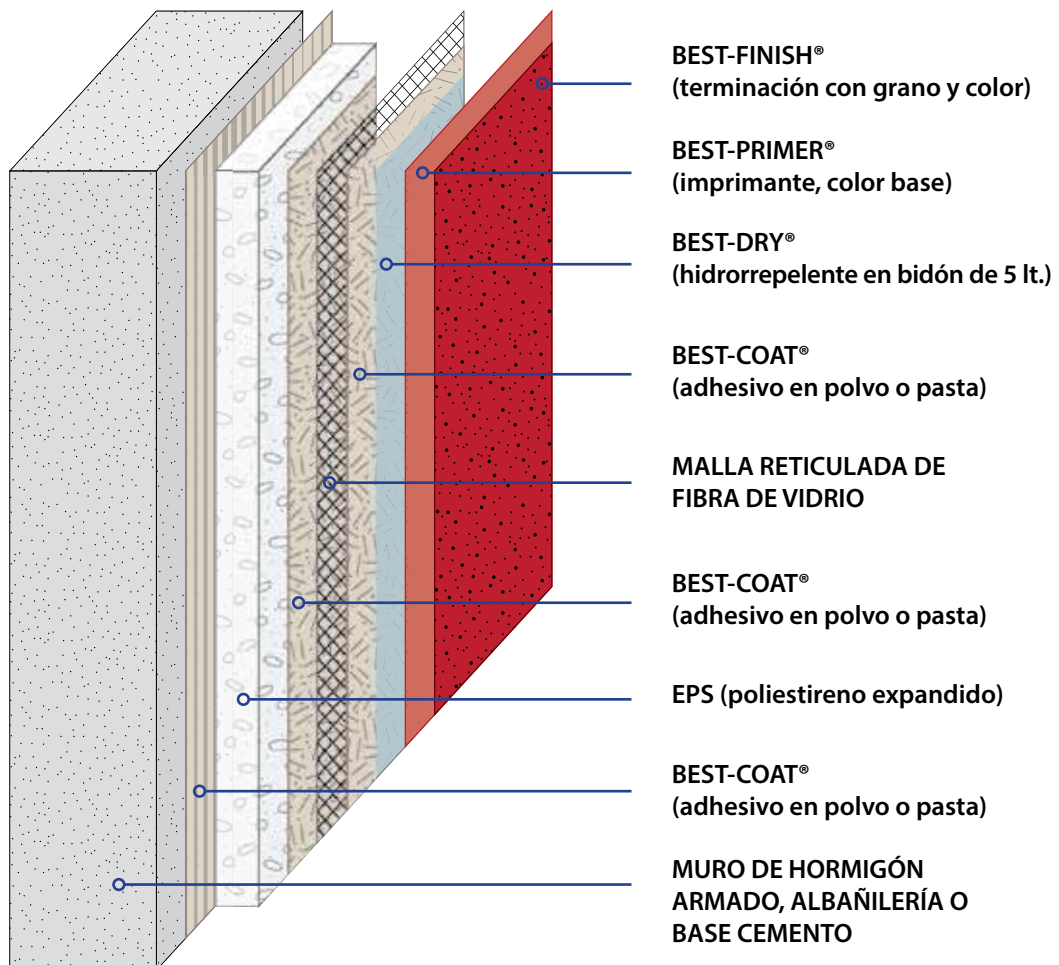 BEST-FINISH®
(terminación con grano y color)
BEST-PRIMER®
(imprimante, color base)
BEST-DRY®
(hidrorrepelente en bidón de 5 lt.)
BEST-COAT®
(adhesivo en polvo o pasta)
MALLA RETICULADA DE
FIBRA DE VIDRIO
BEST-COAT®
(adhesivo en polvo o pasta)
EPS (poliestireno expandido)
BEST-COAT®
(adhesivo en polvo o pasta)
MURO DE HORMIGÓN
ARMADO, ALBAÑILERÍA O
BASE CEMENTO